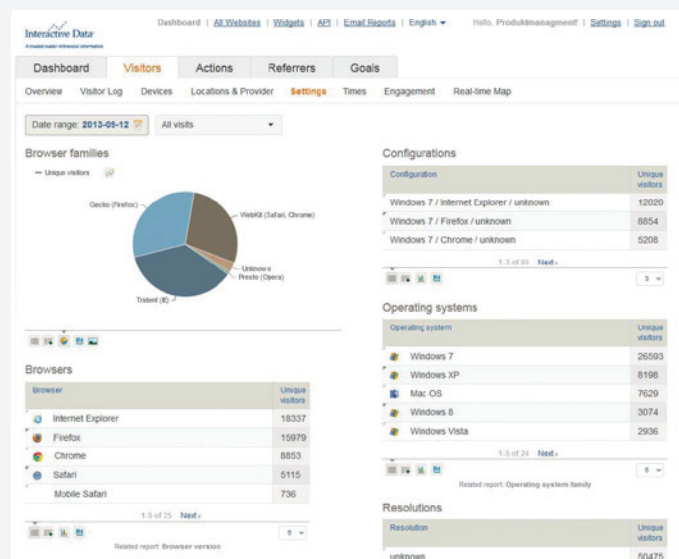 Interactive Data
Dashboard | All Websites | Widgets | API | Email Reports | English
Hello, Produktmanagment! | Settings | Sign out
Dashboard Visitors Actions Referrers Goals
Overview Visitor Log Devices Locations & Provider Settings Times Engagement Real-time Map
Date range: 2013-09-12
All visits
Browser families
Unique visitors
Gecko (Firefox)
WebKit (Safari, Chrome)
Unknown
Presto (Opera)
Trident (IE)
Browsers
Browser Unique visitors
Internet Explorer 18337
Firefox 15979
Chrome 8853
Safari 5115
Mobile Safari 736
1-5 of 25 Next ›
5
Related report: Browser version
Configurations
Configuration Unique visitors
Windows 7 / Internet Explorer / unknown 12020
Windows 7 / Firefox / unknown 8854
Windows 7 / Chrome / unknown 5208
Next ›
3
Operating systems
Operating system Unique visitors
Windows 7 26593
Windows XP 8198
Mac OS 7629
Windows 8 3074
Windows Vista 2936
1-5 of 24 Next ›
5
Related report: Operating system family
Resolutions
Resolution Unique visitors
unknown 50475